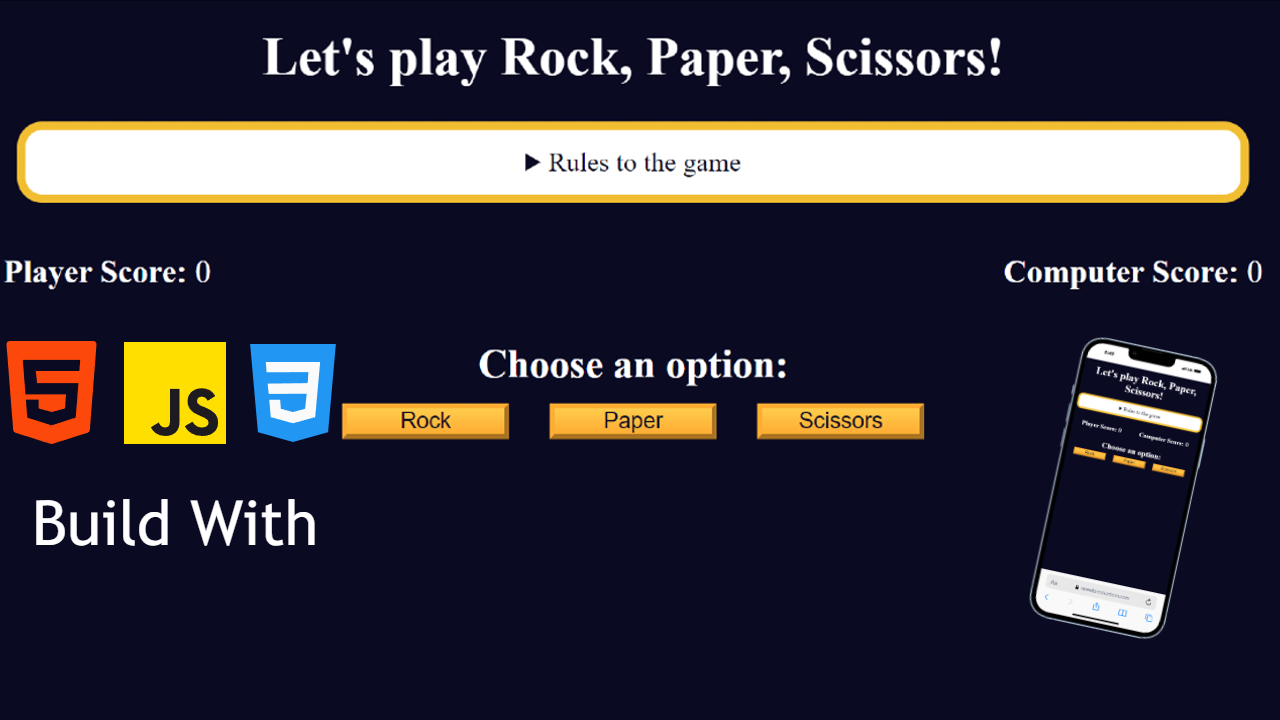 Let's play Rock, Paper, Scissors!
▶ Rules to the game
Player Score: 0
Computer Score: 0
5
JS
3
Choose an option:
Rock
Paper
Scissors
Build With
Let's play Rock, Paper,
Scissors!
▶ Rules to the game
Player Score: 0
Computer Score: 0
Choose an option:
Rock
Paper
Scissors